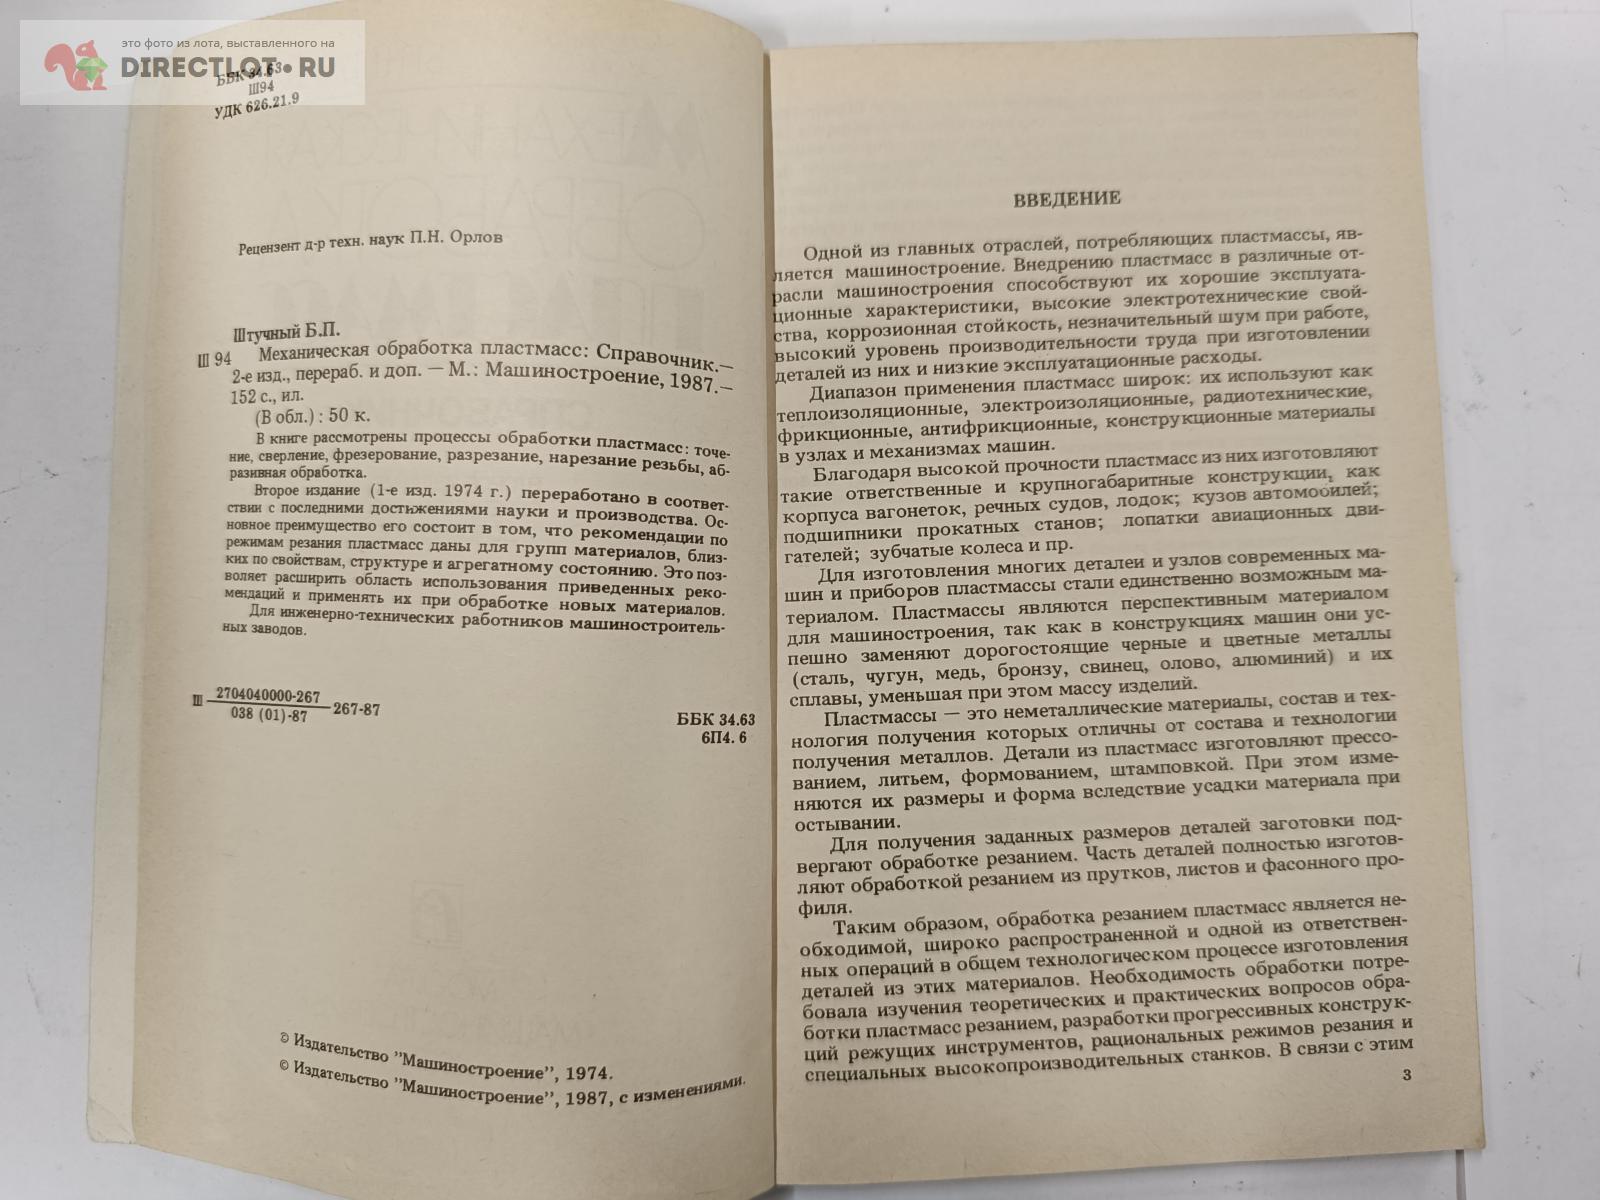 это фото из лота, выставленного на
DIRECTLOT.RU
ББК 34.63
Ш94
УДК 626.21.9
Рецензент д-р техн. наук П.Н. Орлов
Штучный Б.П.
Ш 94 Механическая обработка пластмасс: Справочник.—
2-е изд., перераб. и доп. — М.: Машиностроение, 1987.—
152 с., ил.
(В обл.) : 50 к.
В книге рассмотрены процессы обработки пластмасс: точе-
ние, сверление, фрезерование, разрезание, нарезание резьбы, аб-
разивная обработка.
Второе издание (1-е изд. 1974 г.) переработано в соответ-
ствии с последними достижениями науки и производства. Ос-
новное преимущество его состоит в том, что рекомендации по
режимам резания пластмасс даны для групп материалов, близ-
ких по свойствам, структуре и агрегатному состоянию. Это поз-
воляет расширить область использования приведенных реко-
мендаций и применять их при обработке новых материалов.
Для инженерно-технических работников машиностроитель-
ных заводов.
Ш 2704040000-267
038 (01)-87 267-87
ББК 34.63
6П4. 6
© Издательство "Машиностроение", 1974.
© Издательство "Машиностроение", 1987, с изменениями.
ВВЕДЕНИЕ
Одной из главных отраслей, потребляющих пластмассы, яв-
ляется машиностроение. Внедрению пластмасс в различные от-
расли машиностроения способствуют их хорошие эксплуата-
ционные характеристики, высокие электротехнические свой-
ства, коррозионная стойкость, незначительный шум при работе,
высокий уровень производительности труда при изготовлении
деталей из них и низкие эксплуатационные расходы.
Диапазон применения пластмасс широк: их используют как
теплоизоляционные, электроизоляционные, радиотехнические,
фрикционные, антифрикционные, конструкционные материалы
в узлах и механизмах машин.
Благодаря высокой прочности пластмасс из них изготовляют
такие ответственные и крупногабаритные конструкции, как
корпуса вагонеток, речных судов, лодок; кузов автомобилей;
подшипники прокатных станов; лопатки авиационных дви-
гателей; зубчатые колеса и пр.
Для изготовления многих деталей и узлов современных ма-
шин и приборов пластмассы стали единственно возможным ма-
териалом. Пластмассы являются перспективным материалом
для машиностроения, так как в конструкциях машин они ус-
пешно заменяют дорогостоящие черные и цветные металлы
(сталь, чугун, медь, бронзу, свинец, олово, алюминий) и их
сплавы, уменьшая при этом массу изделий.
Пластмассы — это неметаллические материалы, состав и тех-
нология получения которых отличны от состава и технологии
получения металлов. Детали из пластмасс изготовляют прессо-
ванием, литьем, формованием, штамповкой. При этом изме-
няются их размеры и форма вследствие усадки материала при
остывании.
Для получения заданных размеров деталей заготовки под-
вергают обработке резанием. Часть деталей полностью изготов-
ляют обработкой резанием из прутков, листов и фасонного про-
филя.
Таким образом, обработка резанием пластмасс является не-
обходимой, широко распространенной и одной из ответствен-
ных операций в общем технологическом процессе изготовления
деталей из этих материалов. Необходимость обработки потре-
бовала изучения теоретических и практических вопросов обра-
ботки пластмасс резанием, разработки прогрессивных конструк-
ций режущих инструментов, рациональных режимов резания и
специальных высокопроизводительных станков. В связи с этим
3